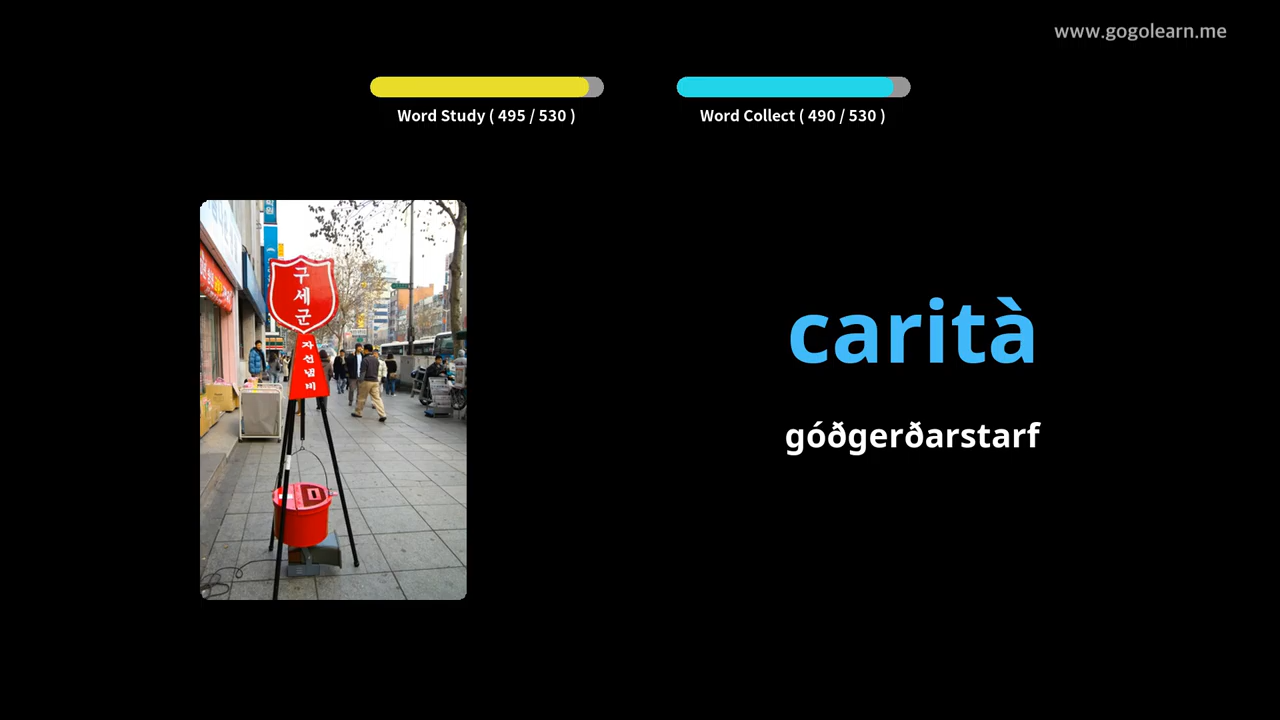 www.gogolearn.me
Word Study ( 495 / 530 )
Word Collect ( 490 / 530 )
구
세
군
자
선
냄
비
carità
góðgerðarstarf